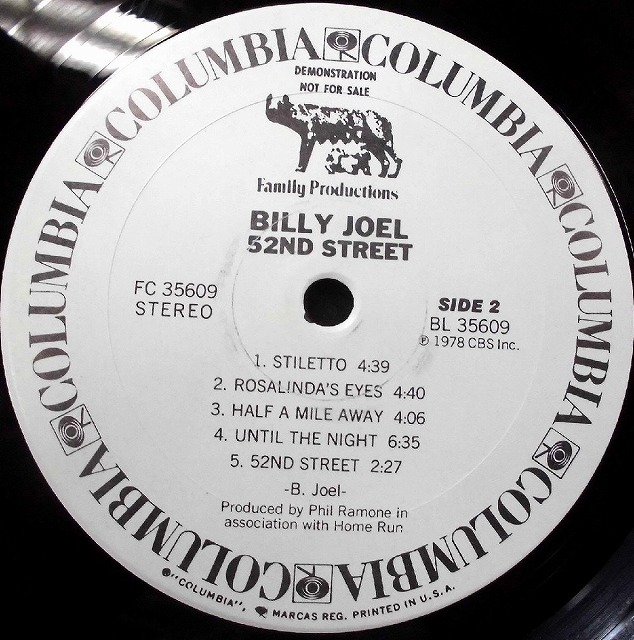 COLUMBIA COLUMBIA COLUMBIA COLUMBIA COLUMBIA COLUMBIA COLUMBIA COLUMBIA
DEMONSTRATION
NOT FOR SALE
Family Productions
BILLY JOEL
52ND STREET
FC 35609
STEREO
SIDE 2
BL 35609
℗ 1978 CBS Inc.
1. STILETTO 4:39
2. ROSALINDA'S EYES 4:40
3. HALF A MILE AWAY 4:06
4. UNTIL THE NIGHT 6:35
5. 52ND STREET 2:27
-B. Joel-
Produced by Phil Ramone in
association with Home Run
"COLUMBIA", MARCAS REG. PRINTED IN U.S.A.